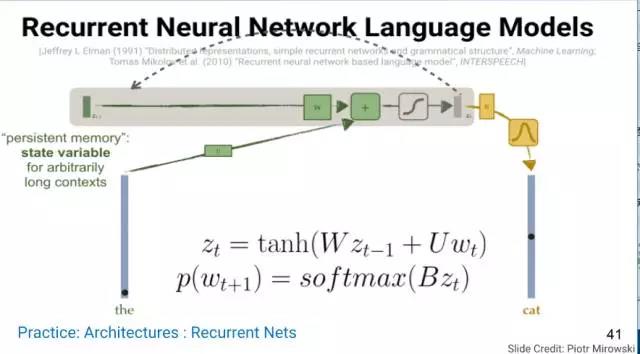 Recurrent Neural Network Language Models
[Jeffrey L Elman (1991) "Distributed representations, simple recurrent networks and grammatical structure", Machine Learning;
Tomas Mikolov et al. (2010) "Recurrent neural network based language model", INTERSPEECH]
W
+
"persistent memory":
state variable
for arbitrarily
long contexts
z_t = tanh(W z_{t-1} + U w_t)
p(w_{t+1}) = softmax(B z_t)
the
cat
Practice: Architectures : Recurrent Nets
41
Slide Credit: Piotr Mirowski